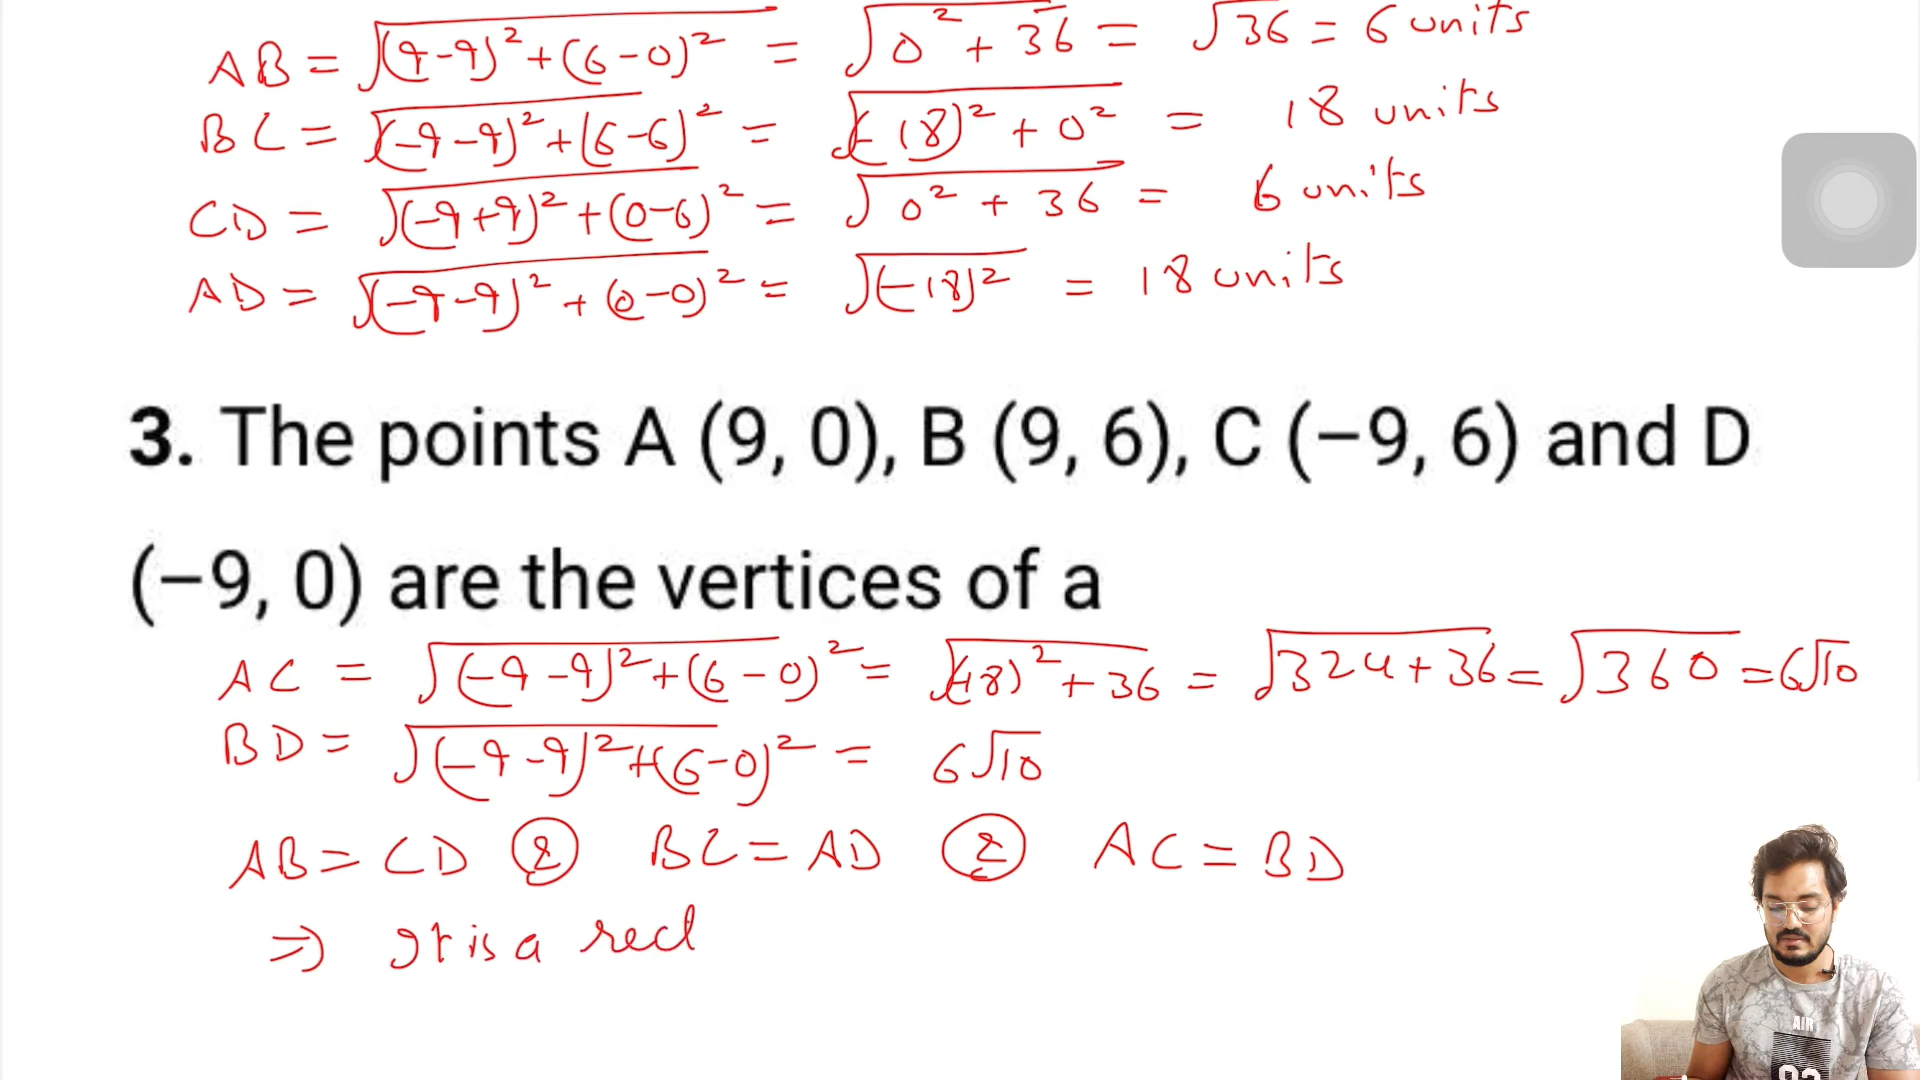 AB = √(9-9)²+(6-0)² = √0²+36 = √36 = 6 units
BC = √(-9-9)²+(6-6)² = √(-18)²+0² = 18 units
CD = √(-9+9)²+(0-6)² = √0²+36 = 6 units
AD = √(-9-9)²+(0-0)² = √(-18)² = 18 units
3. The points A (9, 0), B (9, 6), C (−9, 6) and D
(−9, 0) are the vertices of a
AC = √(-9-9)²+(6-0)² = √(-18)²+36 = √324+36 = √360 = 6√10
BD = √(-9-9)²+(6-0)² = 6√10
AB = CD & BC = AD & AC = BD
⇒ It is a rect
AIR